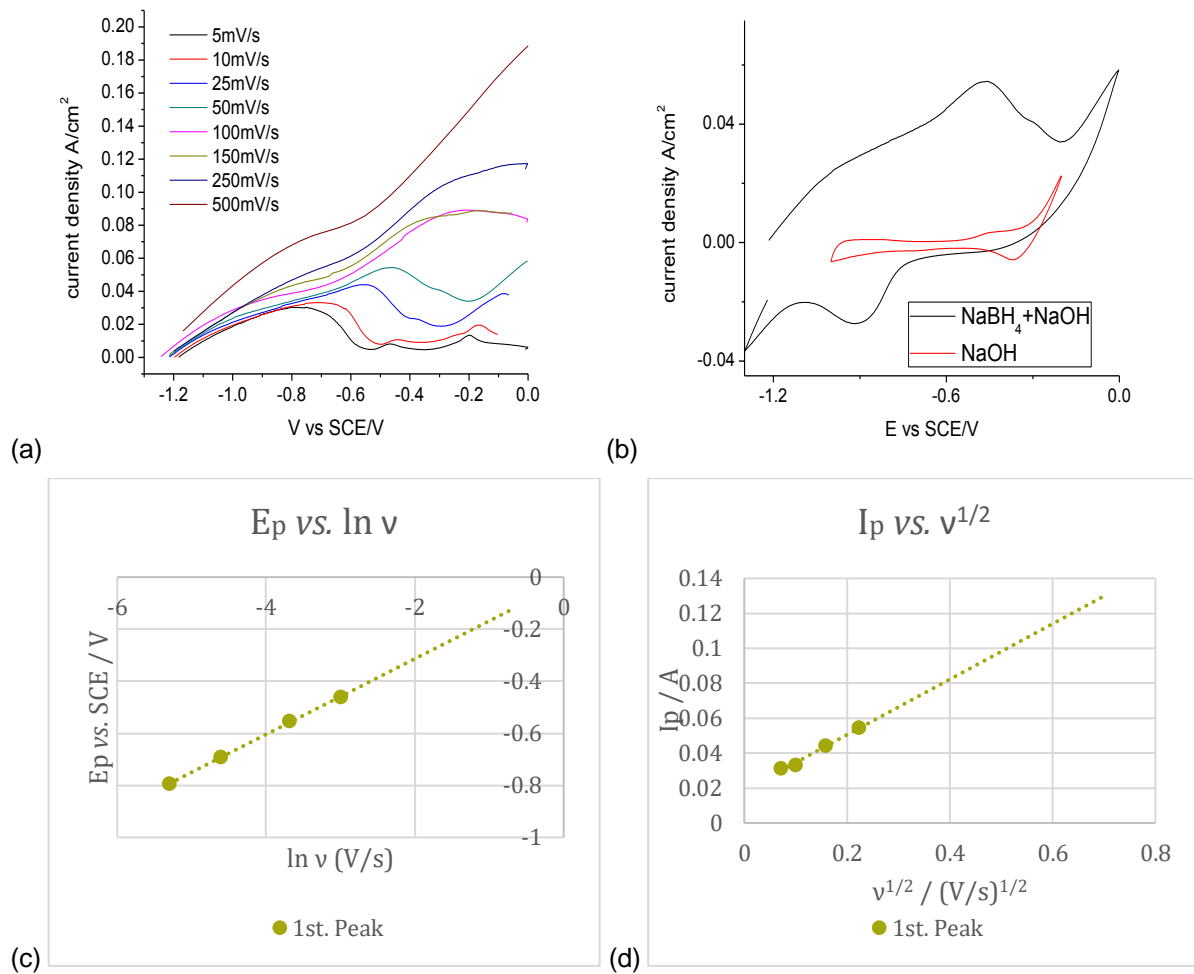 0.20
0.18
0.16
0.14
0.12
0.10
0.08
0.06
0.04
0.02
0.00
current density A/cm²
5mV/s
10mV/s
25mV/s
50mV/s
100mV/s
150mV/s
250mV/s
500mV/s
-1.2 -1.0 -0.8 -0.6 -0.4 -0.2 0.0
V vs SCE/V
(a)
0.04
0.00
-0.04
current density A/cm²
NaBH₄+NaOH
NaOH
-1.2 -0.6 0.0
E vs SCE/V
(b)
Ep vs. ln ν
0
-6 -4 -2 0
-0.2
-0.4
-0.6
-0.8
-1
Ep vs. SCE / V
ln ν (V/s)
1st. Peak
(c)
Ip vs. ν1/2
0.14
0.12
0.1
0.08
0.06
0.04
0.02
0
Ip / A
0 0.2 0.4 0.6 0.8
ν1/2 / (V/s)1/2
1st. Peak
(d)